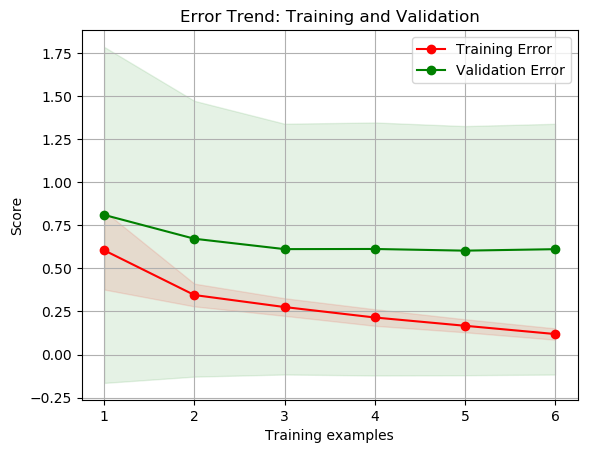 Error Trend: Training and Validation
Training Error
Validation Error
1.75
1.50
1.25
1.00
0.75
0.50
0.25
0.00
−0.25
Score
1 2 3 4 5 6
Training examples